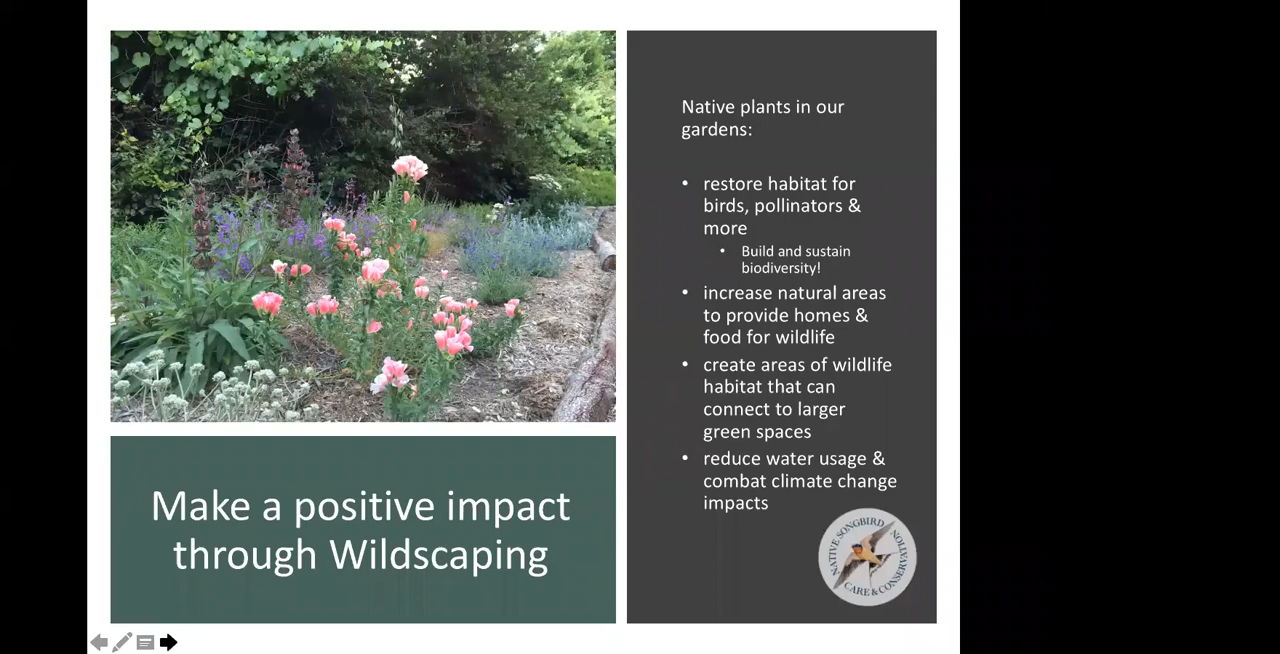 Native plants in our
gardens:
• restore habitat for
birds, pollinators &
more
• Build and sustain
biodiversity!
• increase natural areas
to provide homes &
food for wildlife
• create areas of wildlife
habitat that can
connect to larger
green spaces
• reduce water usage &
combat climate change
impacts
Make a positive impact
through Wildscaping
NATIVE SONGBIRD
CARE & CONSERVATION